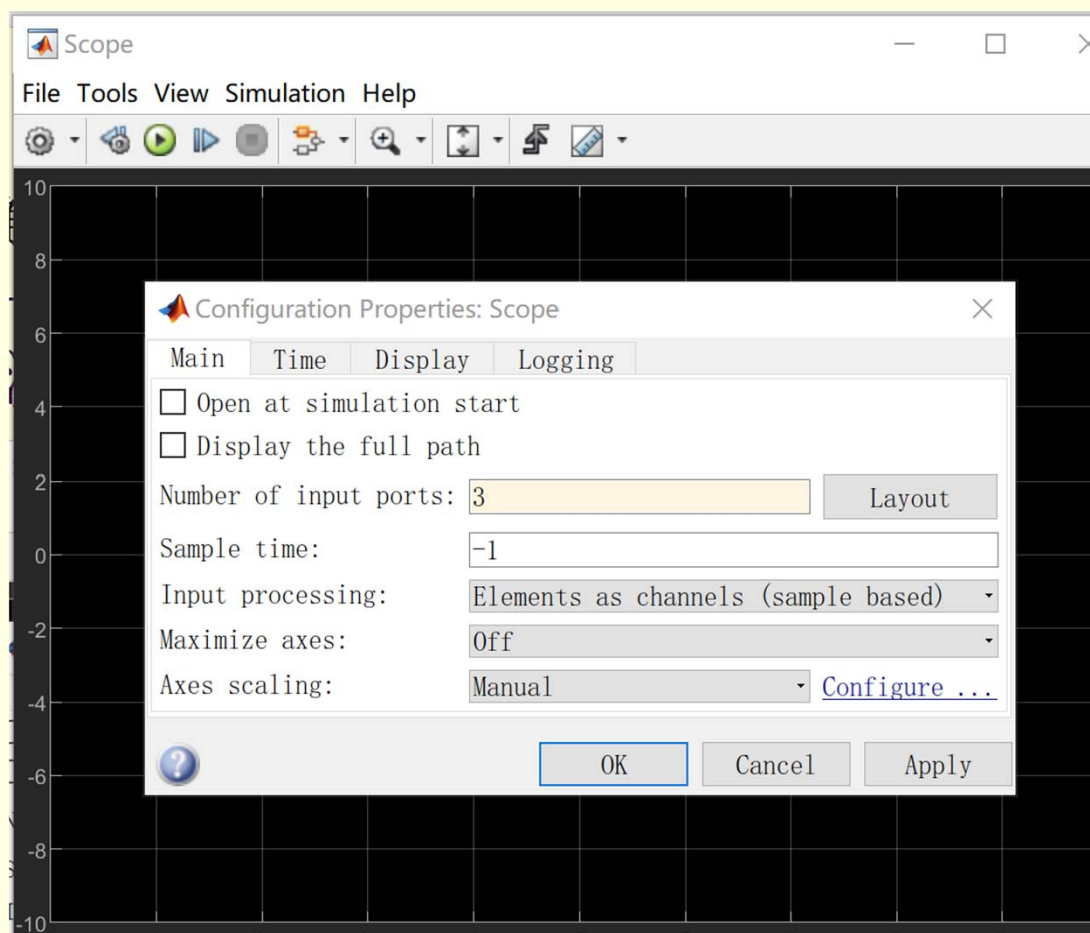 Scope
File Tools View Simulation Help
10
8
6
4
2
0
-2
-4
-6
-8
-10
Configuration Properties: Scope
Main Time Display Logging
Open at simulation start
Display the full path
Number of input ports: 3 Layout
Sample time: -1
Input processing: Elements as channels (sample based)
Maximize axes: Off
Axes scaling: Manual Configure ...
? OK Cancel Apply